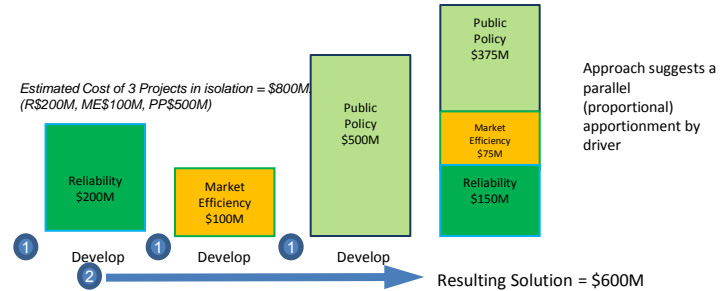 Estimated Cost of 3 Projects in isolation = $800M.
(R$200M, ME$100M, PP$500M)
Reliability
$200M
Market
Efficiency
$100M
Public
Policy
$500M
Public
Policy
$375M
Market
Efficiency
$75M
Reliability
$150M
Approach suggests a
parallel
(proportional)
apportionment by
driver
1
Develop
1
Develop
1
Develop
2
Resulting Solution = $600M